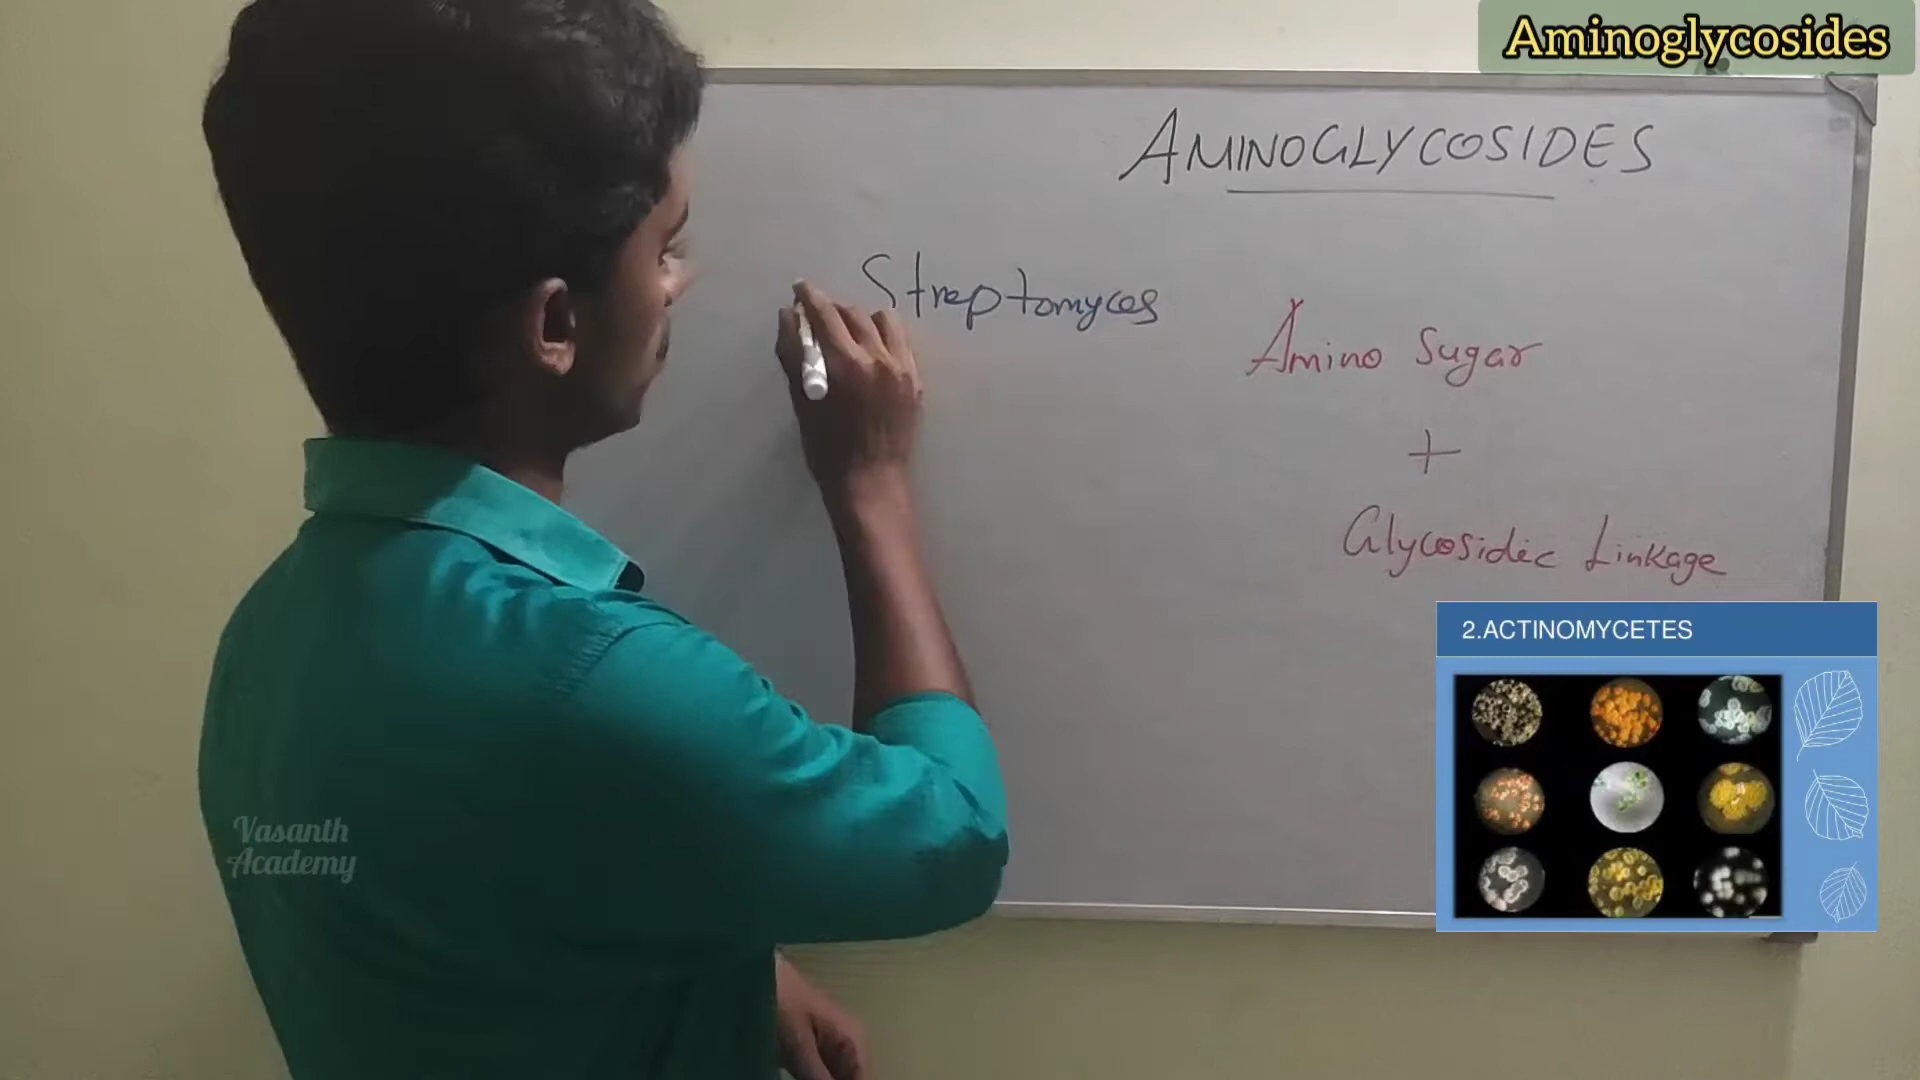 Aminoglycosides
AMINOGLYCOSIDES
Streptomyces
Amino Sugar
+
Glycosidic Linkage
2.ACTINOMYCETES
Vasanth
Academy